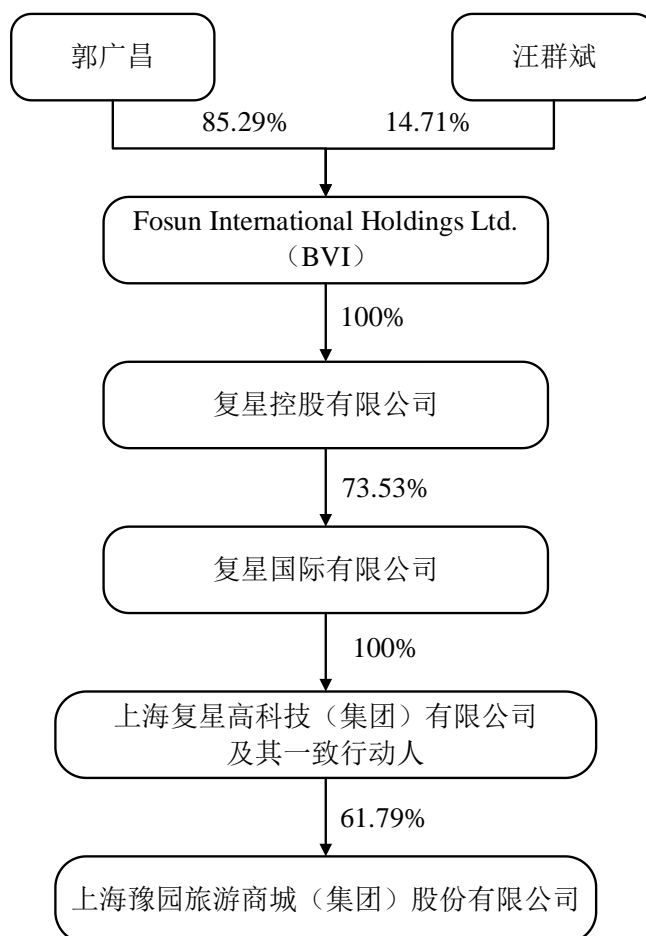 郭广昌
汪群斌
85.29%
14.71%
Fosun International Holdings Ltd.
（BVI）
100%
复星控股有限公司
73.53%
复星国际有限公司
100%
上海复星高科技（集团）有限公司
及其一致行动人
61.79%
上海豫园旅游商城（集团）股份有限公司